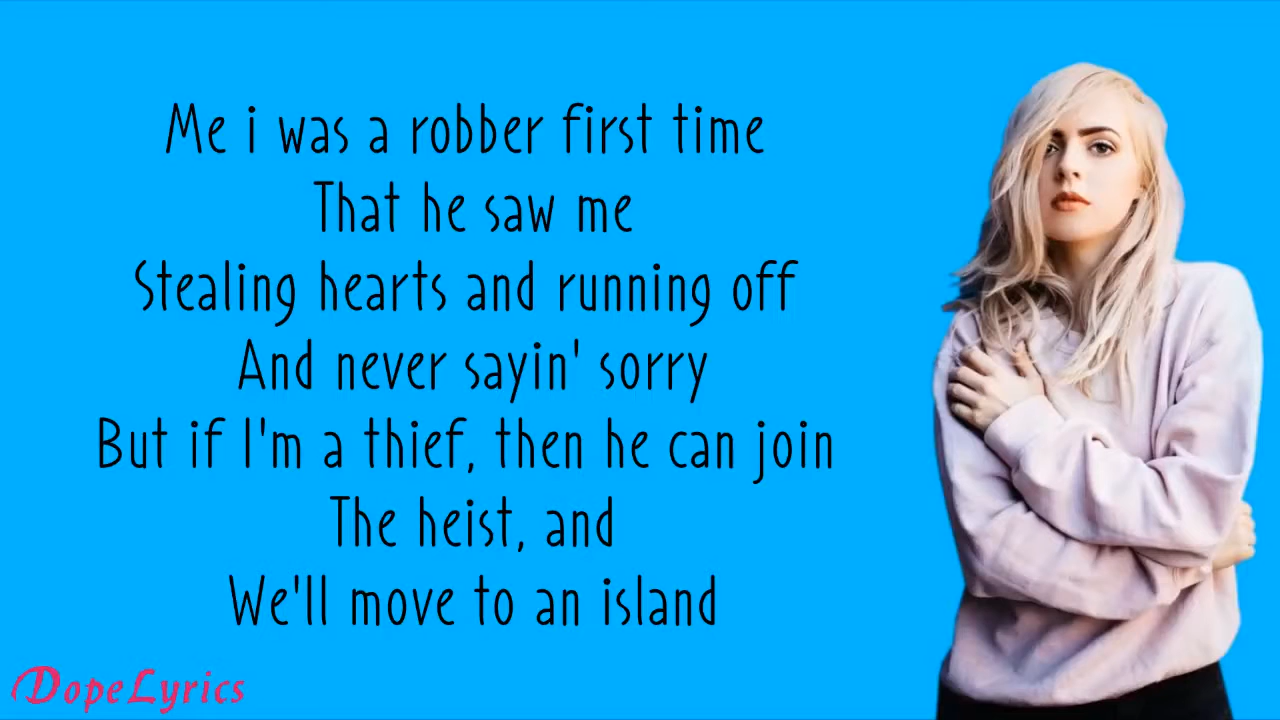 Me i was a robber first time
That he saw me
Stealing hearts and running off
And never sayin' sorry
But if I'm a thief, then he can join
The heist, and
We'll move to an island
DopeLyrics